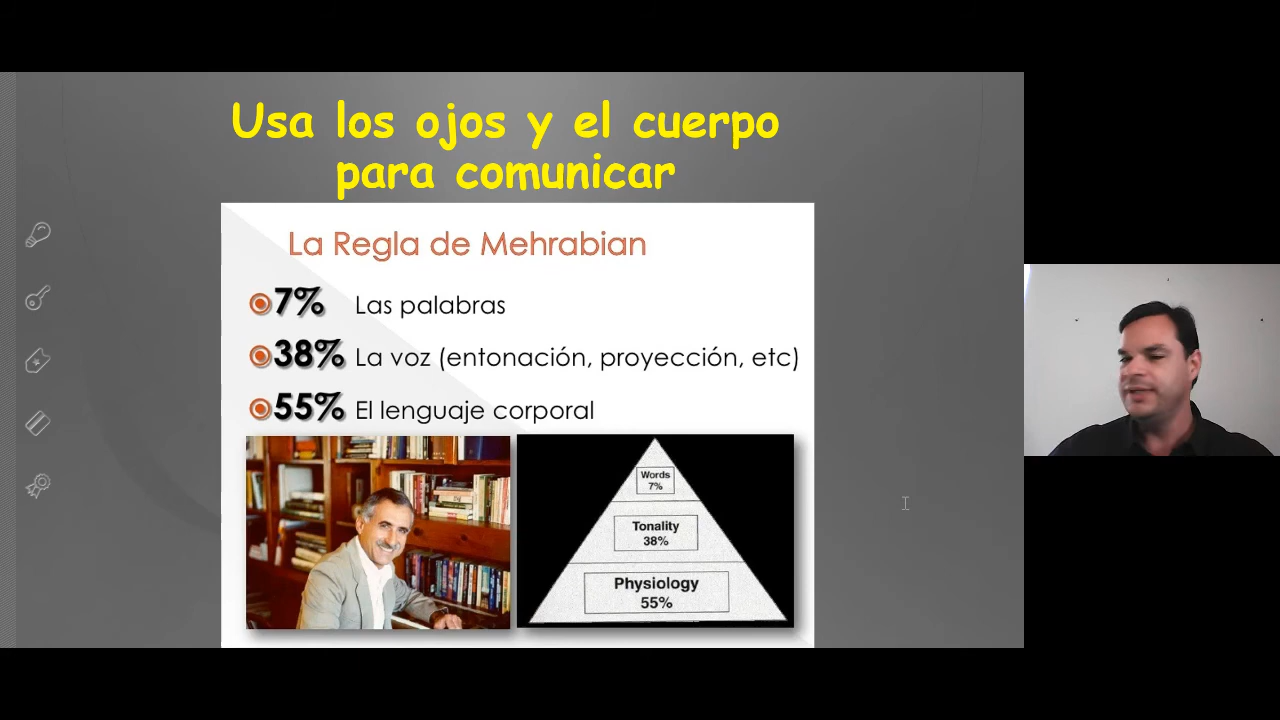 Usa los ojos y el cuerpo
para comunicar
La Regla de Mehrabian
7% Las palabras
38% La voz (entonación, proyección, etc)
55% El lenguaje corporal
Words
7%
Tonality
38%
Physiology
55%